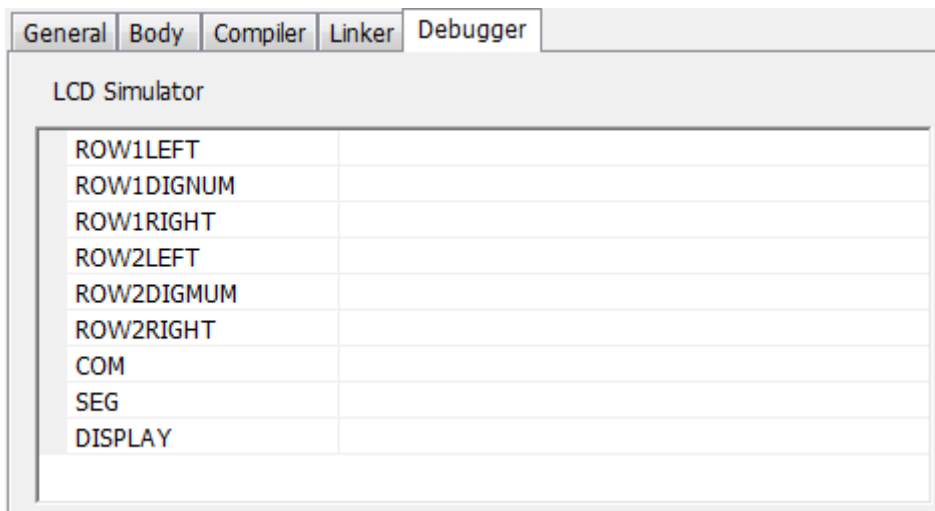 General Body Compiler Linker Debugger
LCD Simulator
ROW1LEFT
ROW1DIGNUM
ROW1RIGHT
ROW2LEFT
ROW2DIGMUM
ROW2RIGHT
COM
SEG
DISPLAY